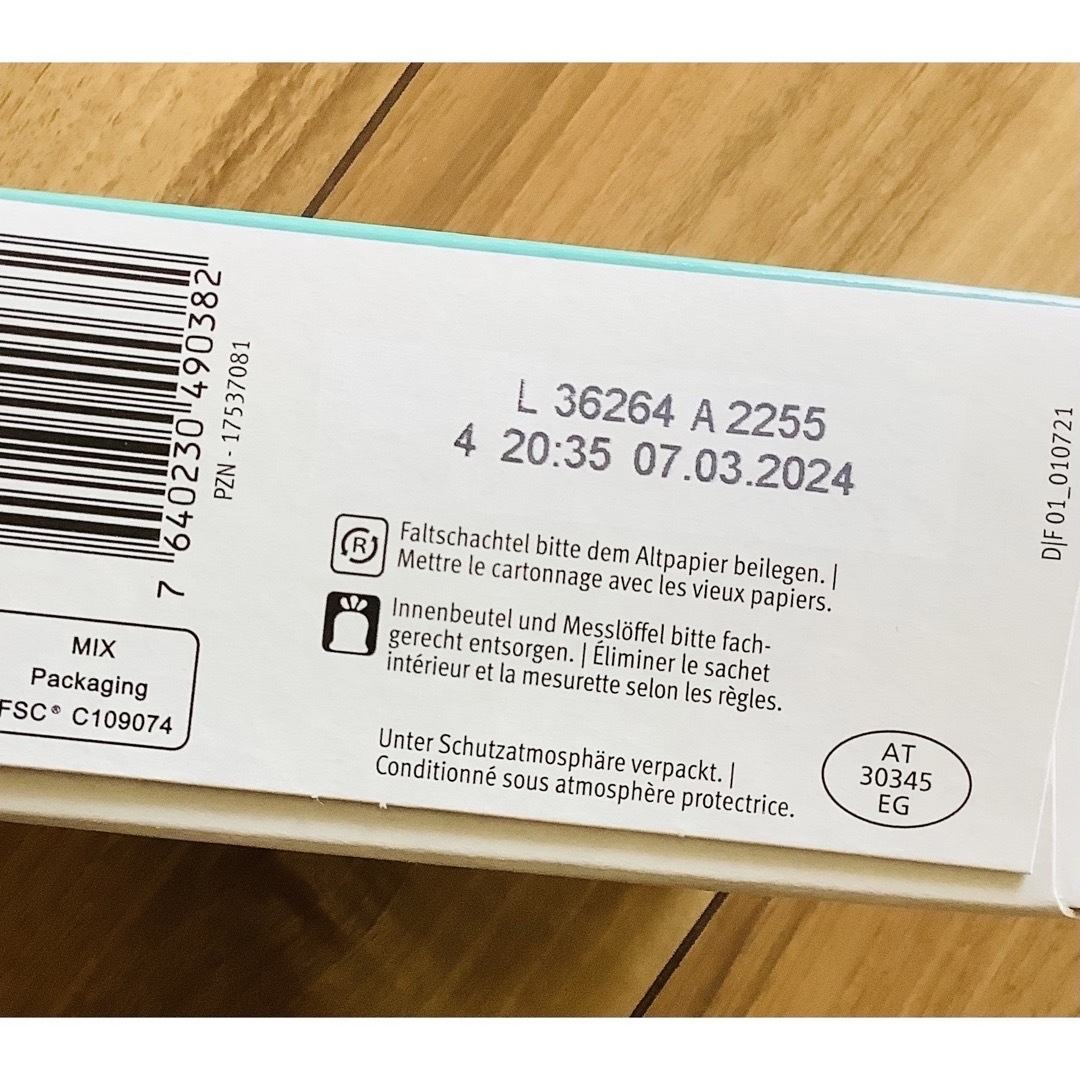 7 640230 490382
PZN - 17537081
L 36264 A 2255
4 20:35 07.03.2024
D|F 01_010721
R
Faltschachtel bitte dem Altpapier beilegen. |
Mettre le cartonnage avec les vieux papiers.
Innenbeutel und Messlöffel bitte fach-
gerecht entsorgen. | Éliminer le sachet
intérieur et la mesurette selon les règles.
MIX
Packaging
FSC® C109074
Unter Schutzatmosphäre verpackt. |
Conditionné sous atmosphère protectrice.
AT
30345
EG